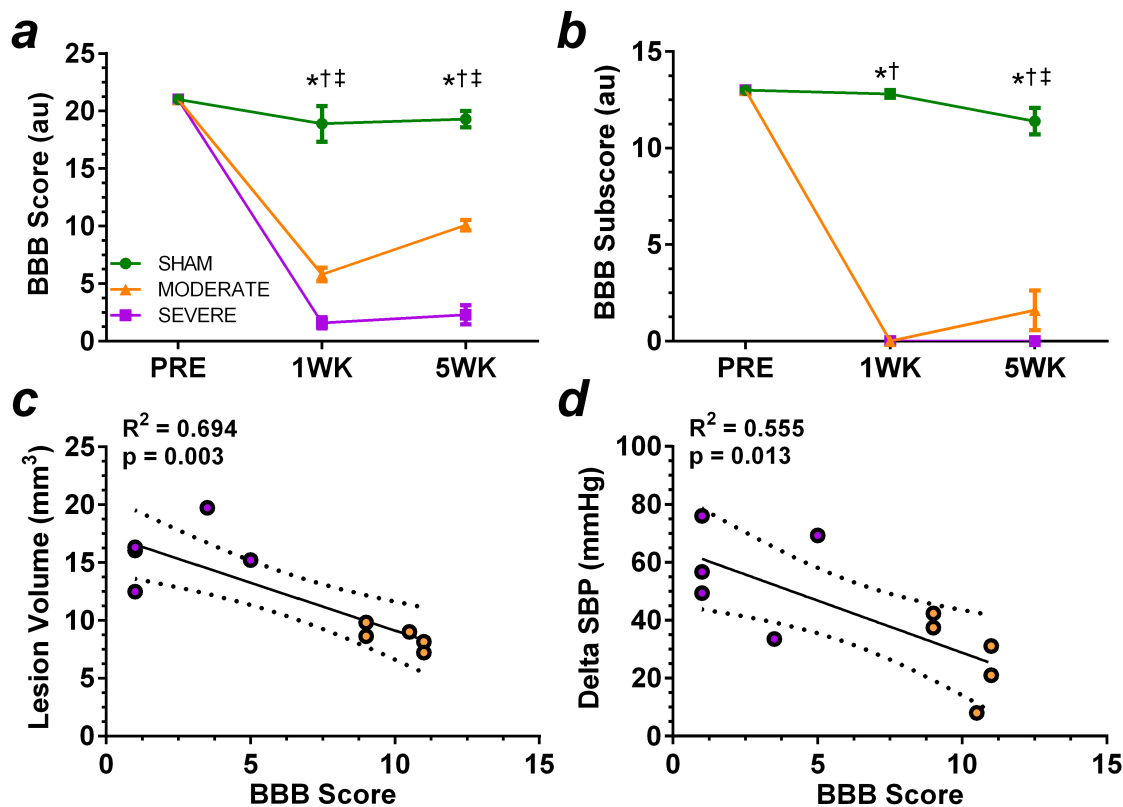 a
BBB Score (au)
25
20
15
10
5
0
*†‡
*†‡
SHAM
MODERATE
SEVERE
PRE
1WK
5WK
b
BBB Subscore (au)
15
10
5
0
*†
*†‡
PRE
1WK
5WK
c
R² = 0.694
p = 0.003
Lesion Volume (mm³)
25
20
15
10
5
0
0
5
10
15
BBB Score
d
R² = 0.555
p = 0.013
Delta SBP (mmHg)
100
80
60
40
20
0
0
5
10
15
BBB Score